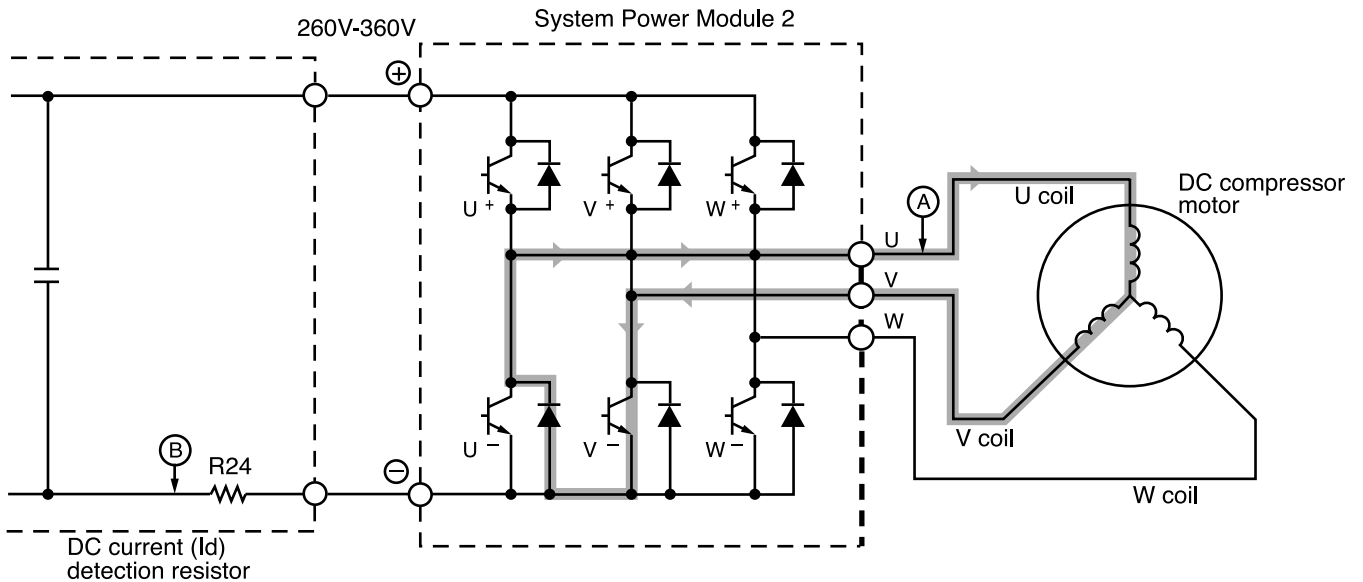 System Power Module 2
260V-360V
+
U +
V +
W +
A
U coil
DC compressor
motor
U
V
W
U −
V −
W −
B
R24
−
V coil
W coil
DC current (Id)
detection resistor